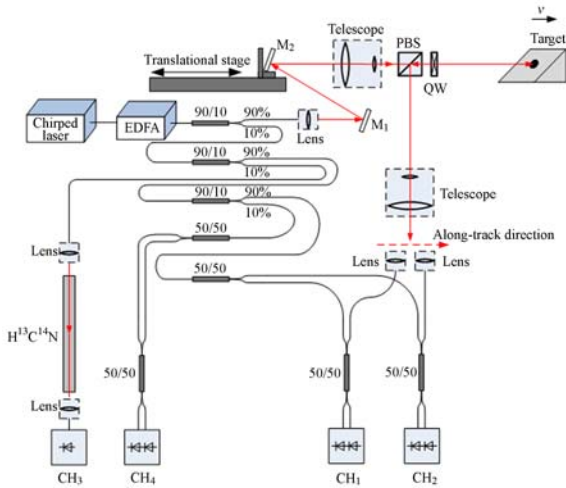 v
M2
Telescope
PBS
Target
Translational stage
QW
Chirped laser
EDFA
90/10
90%
10%
Lens
M1
90/10
90%
10%
90/10
90%
10%
Telescope
50/50
Along-track direction
Lens
Lens
Lens
50/50
H13C14N
50/50
50/50
50/50
Lens
CH3
CH4
CH1
CH2